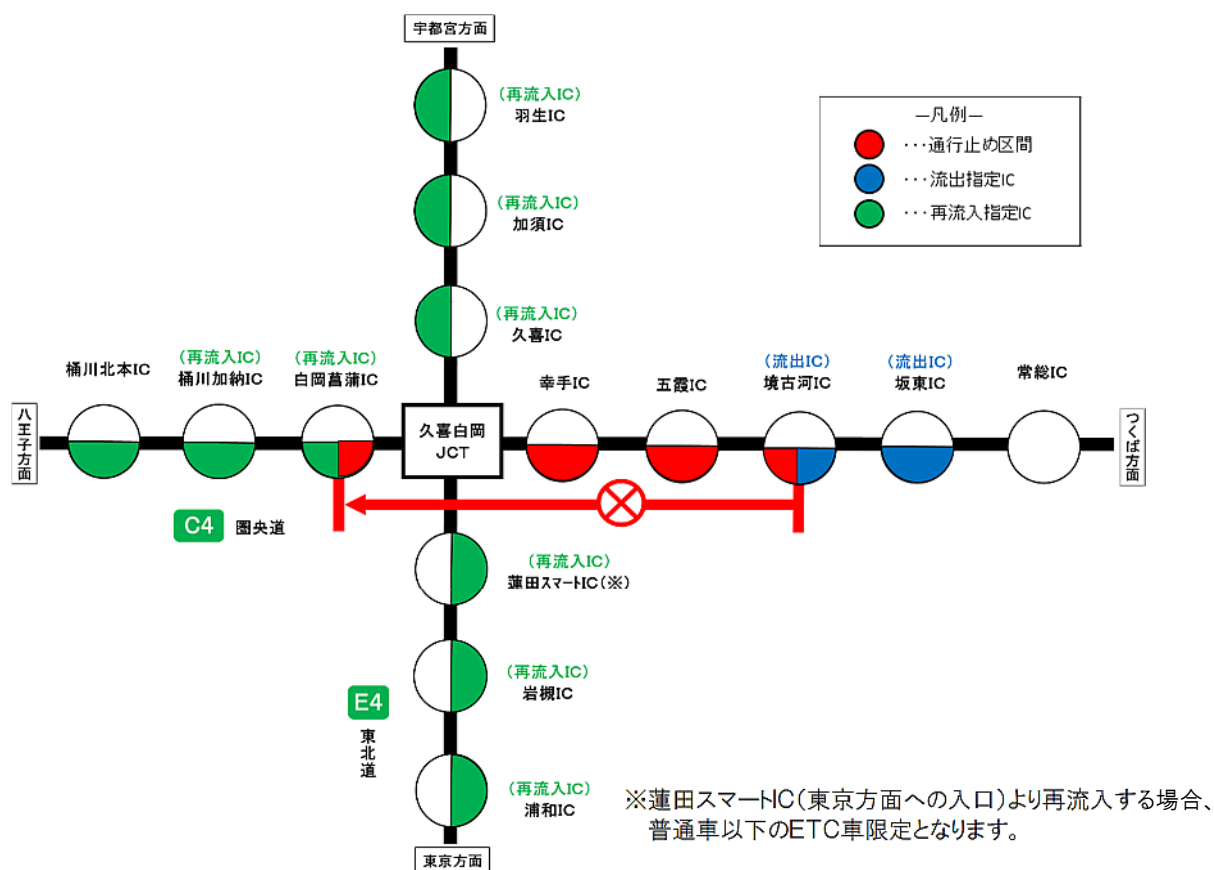 宇都宮方面
(再流入IC)
羽生IC
(再流入IC)
加須IC
(再流入IC)
久喜IC
―凡例―
・・・通行止め区間
・・・流出指定IC
・・・再流入指定IC
桶川北本IC
(再流入IC)
桶川加納IC
(再流入IC)
白岡菖蒲IC
久喜白岡
JCT
幸手IC
五霞IC
(流出IC)
境古河IC
(流出IC)
坂東IC
常総IC
八王子方面
つくば方面
C4 圏央道
(再流入IC)
蓮田スマートIC(※)
(再流入IC)
岩槻IC
E4
東北道
(再流入IC)
浦和IC
東京方面
※蓮田スマートIC(東京方面への入口)より再流入する場合、
普通車以下のETC車限定となります。